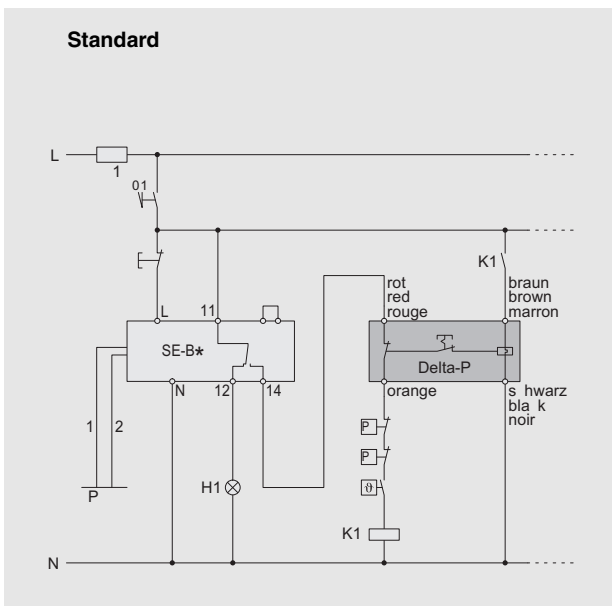 Standard
L
1
01
K1
L
11
rot
red
rouge
braun
brown
marron
SE-B*
Delta-P
N
12
14
orange
s hwarz
bla k
noir
1
2
P
P
P
H1
ϑ
K1
N